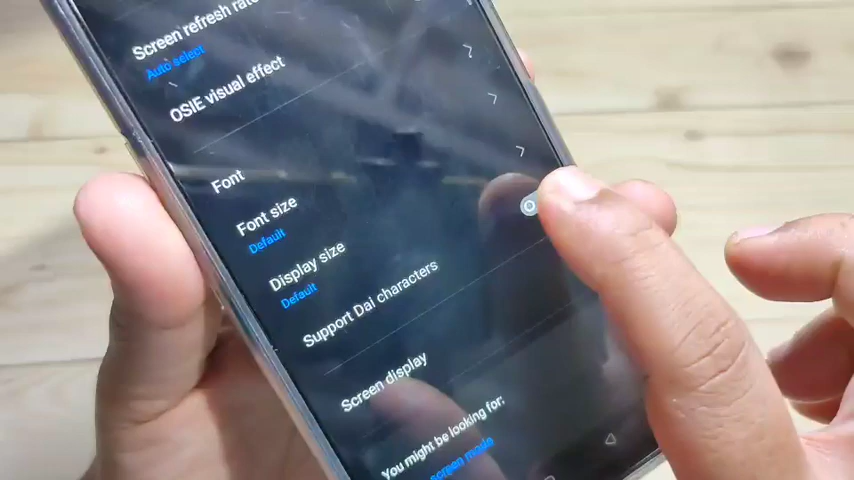 Screen refresh rate
Auto select
OSIE visual effect
Font
Font size
Default
Display size
Default
Support Dai characters
Screen display
You might be looking for:
screen mode